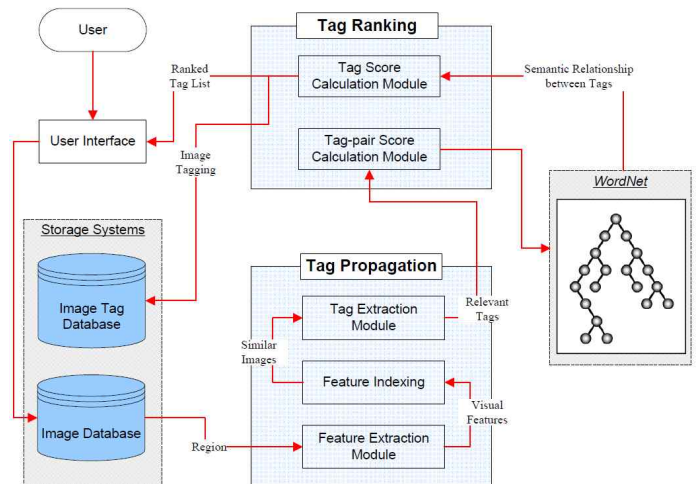 User
Tag Ranking
Ranked
Tag List
Tag Score
Calculation Module
Semantic Relationship
between Tags
User Interface
Image
Tagging
Tag-pair Score
Calculation Module
WordNet
Storage Systems
Image Tag
Database
Tag Propagation
Tag Extraction
Module
Relevant
Tags
Similar
Images
Feature Indexing
Visual
Features
Image Database
Region
Feature Extraction
Module